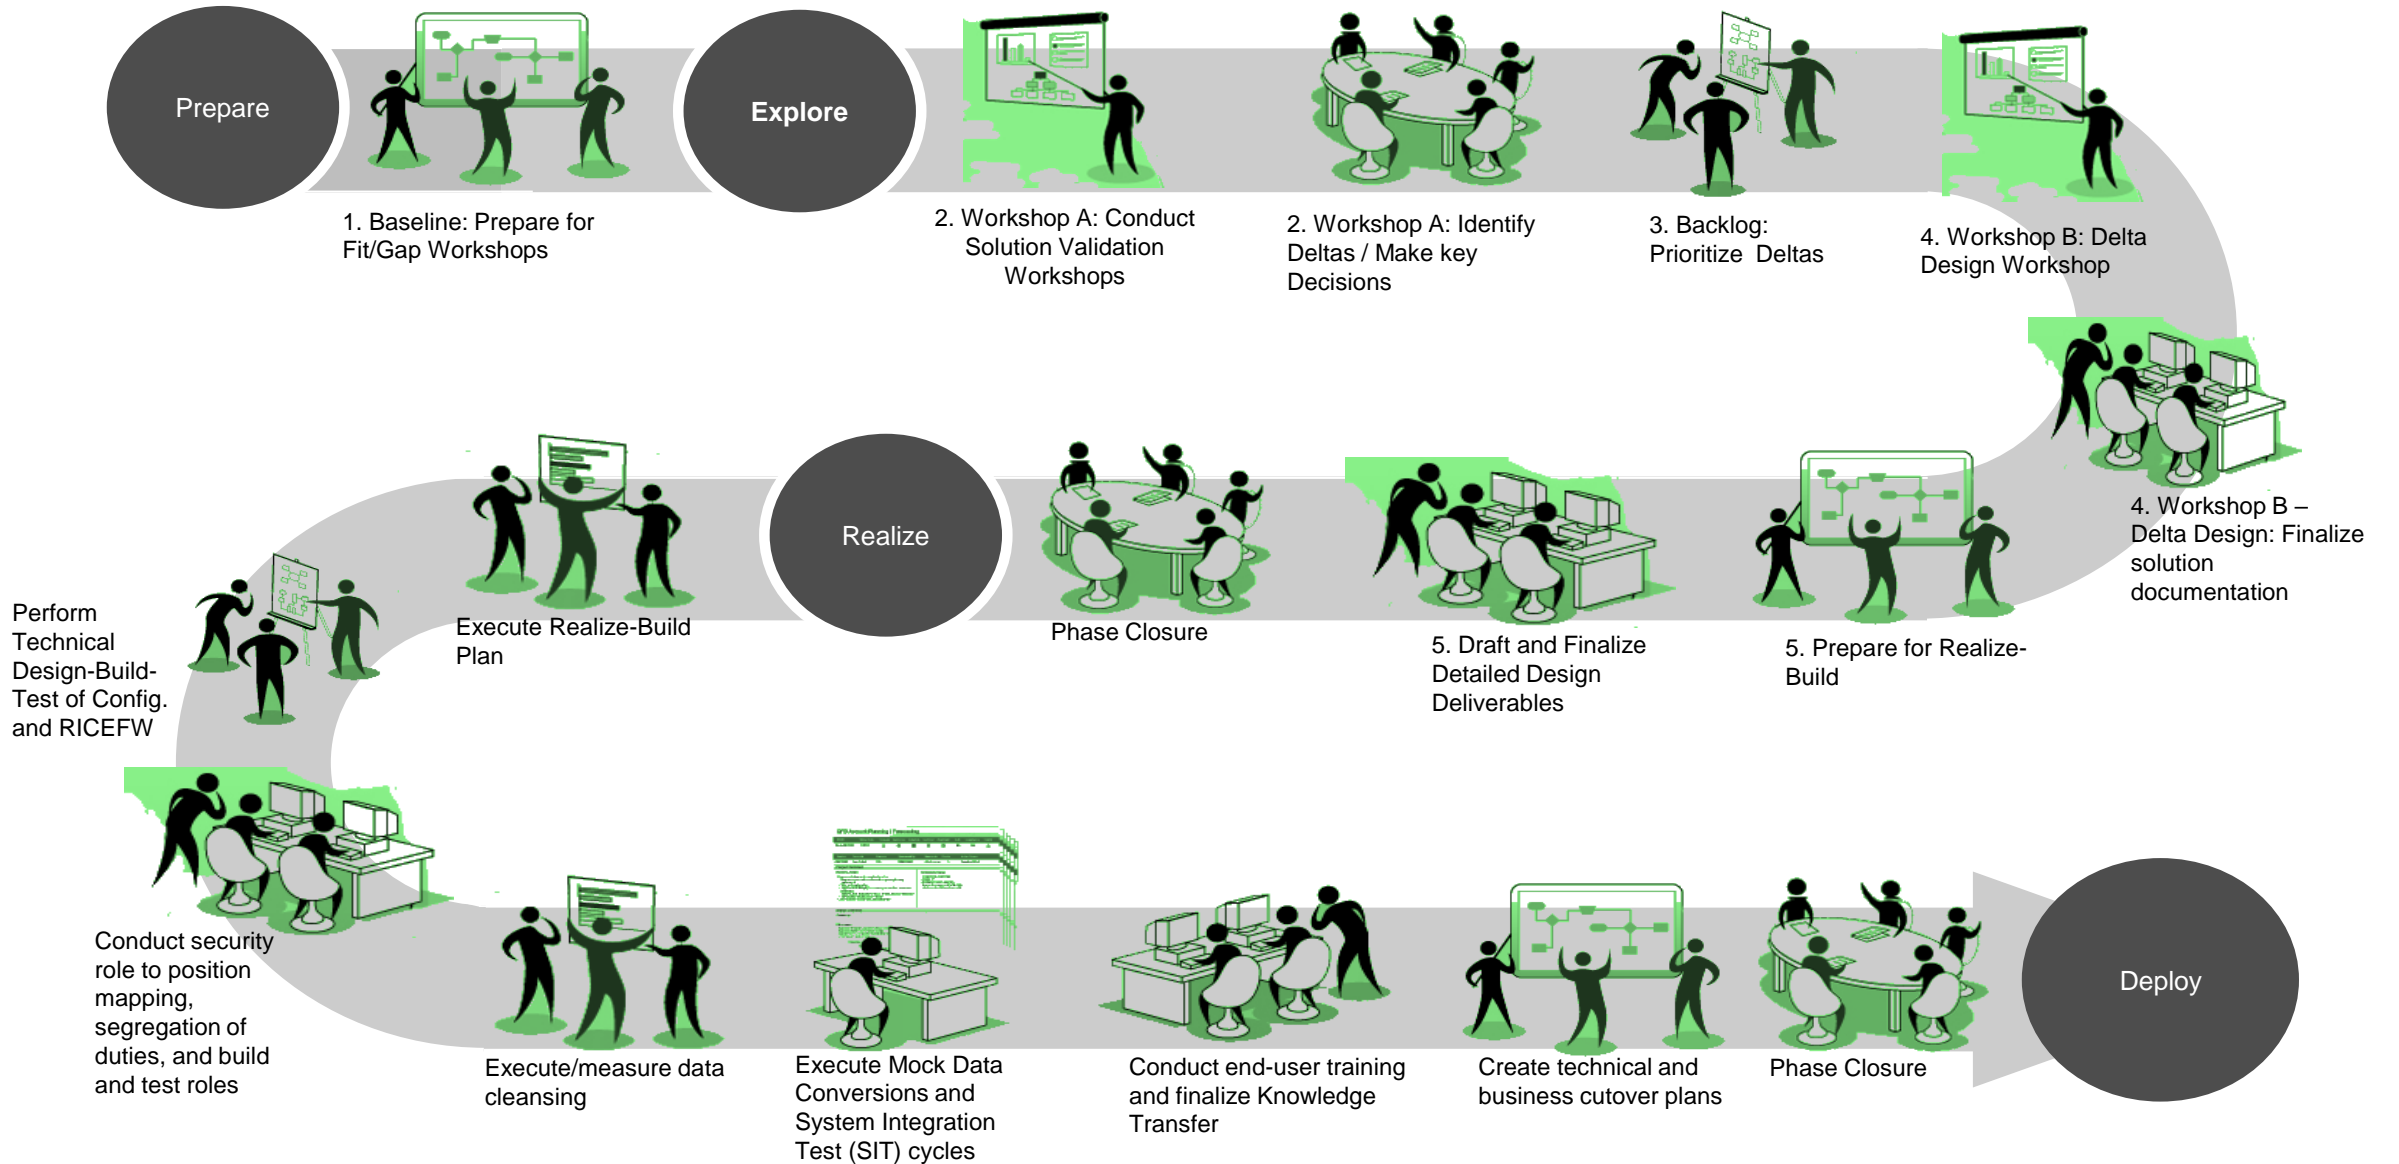 Prepare
1. Baseline: Prepare for
Fit/Gap Workshops
Explore
2. Workshop A: Conduct
Solution Validation
Workshops
2. Workshop A: Identify
Deltas / Make key
Decisions
3. Backlog:
Prioritize  Deltas
4. Workshop B: Delta
Design Workshop
4. Workshop B –
Delta Design: Finalize
solution
documentation
5. Prepare for Realize-
Build
5. Draft and Finalize
Detailed Design
Deliverables
Phase Closure
Realize
Execute Realize-Build
Plan
Perform
Technical
Design-Build-
Test of Config.
and RICEFW
Conduct security
role to position
mapping,
segregation of
duties, and build
and test roles
Execute/measure data
cleansing
Execute Mock Data
Conversions and
System Integration
Test (SIT) cycles
Conduct end-user training
and finalize Knowledge
Transfer
Create technical and
business cutover plans
Phase Closure
Deploy